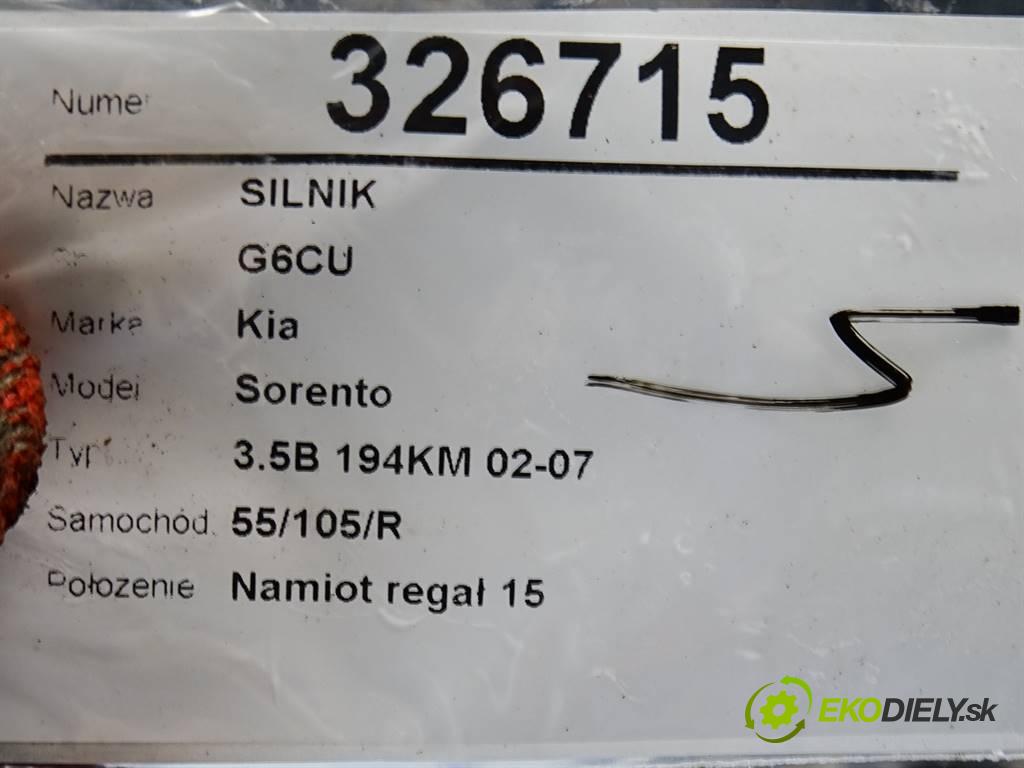 Numer 326715
Nazwa SILNIK
G6CU
Marka Kia
Model Sorento
Typ 3.5B 194KM 02-07
Samochód. 55/105/R
Położenie Namiot regał 15
EKODIELY.sk